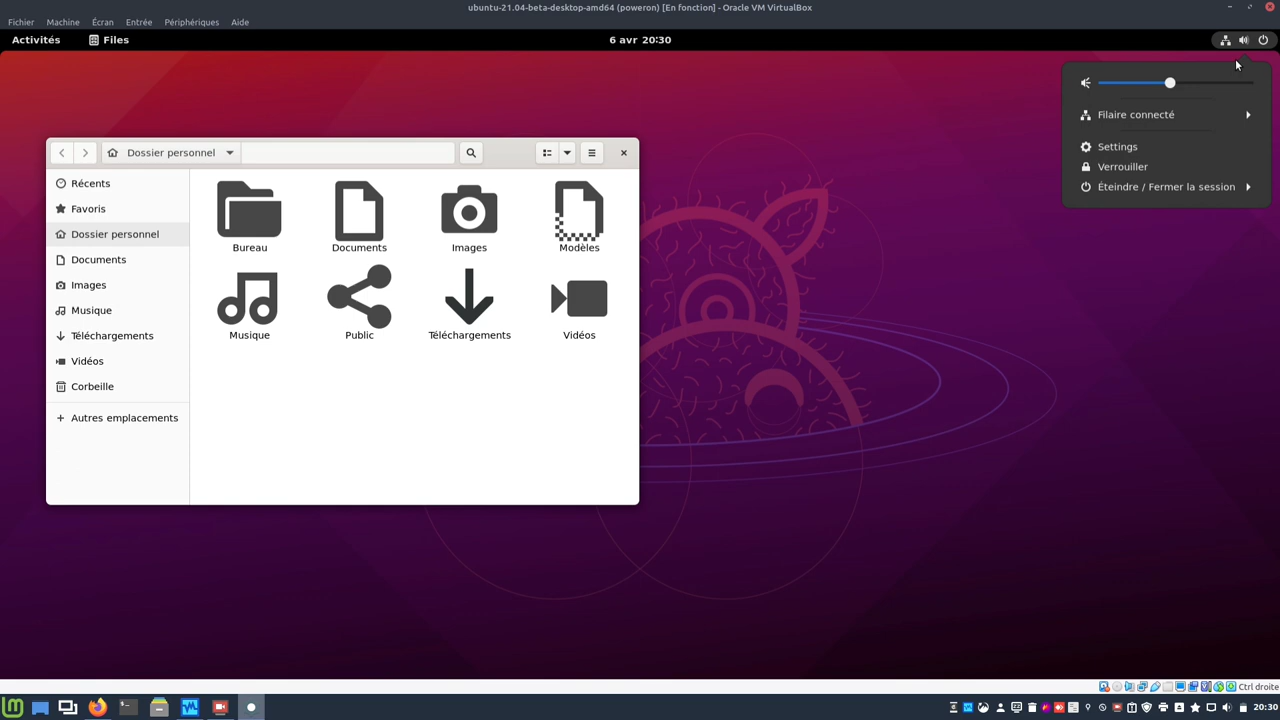 ubuntu-21.04-beta-desktop-amd64 (poweron) [En fonction] - Oracle VM VirtualBox
Fichier Machine Écran Entrée Périphériques Aide
Activités Files 6 avr 20:30
Filaire connecté
Settings
Verrouiller
Éteindre / Fermer la session
Dossier personnel
Récents
Favoris
Dossier personnel
Documents
Images
Musique
Téléchargements
Vidéos
Corbeille
Autres emplacements
Bureau Documents Images Modèles
Musique Public Téléchargements Vidéos
Ctrl droite
20:30